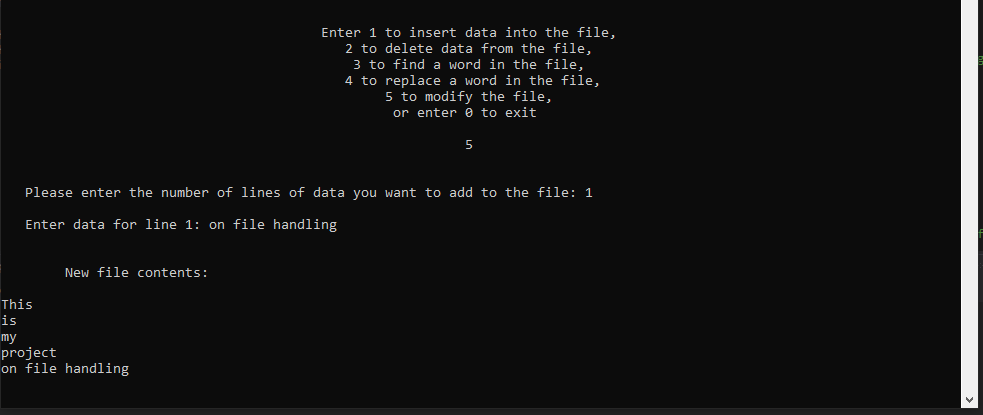 Enter 1 to insert data into the file,
2 to delete data from the file,
3 to find a word in the file,
4 to replace a word in the file,
5 to modify the file,
or enter 0 to exit
5
Please enter the number of lines of data you want to add to the file: 1
Enter data for line 1: on file handling
New file contents:
This
is
my
project
on file handling